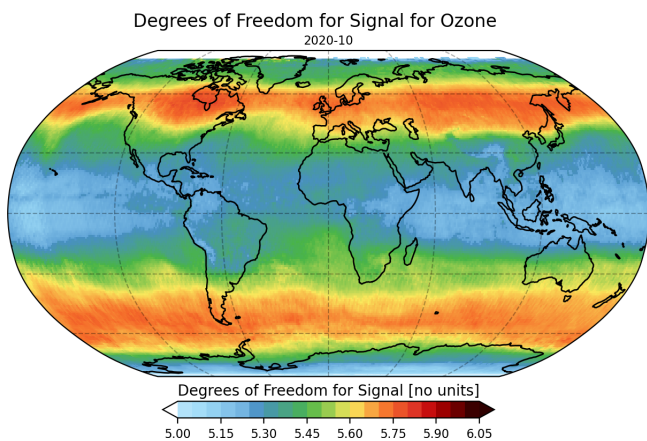 Degrees of Freedom for Signal for Ozone
2020-10
Degrees of Freedom for Signal [no units]
5.00 5.15 5.30 5.45 5.60 5.75 5.90 6.05